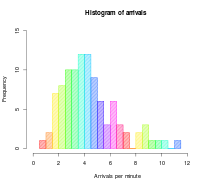 Histogram of arrivals
Frequency
15
10
5
0
0 2 4 6 8 10 12
Arrivals per minute